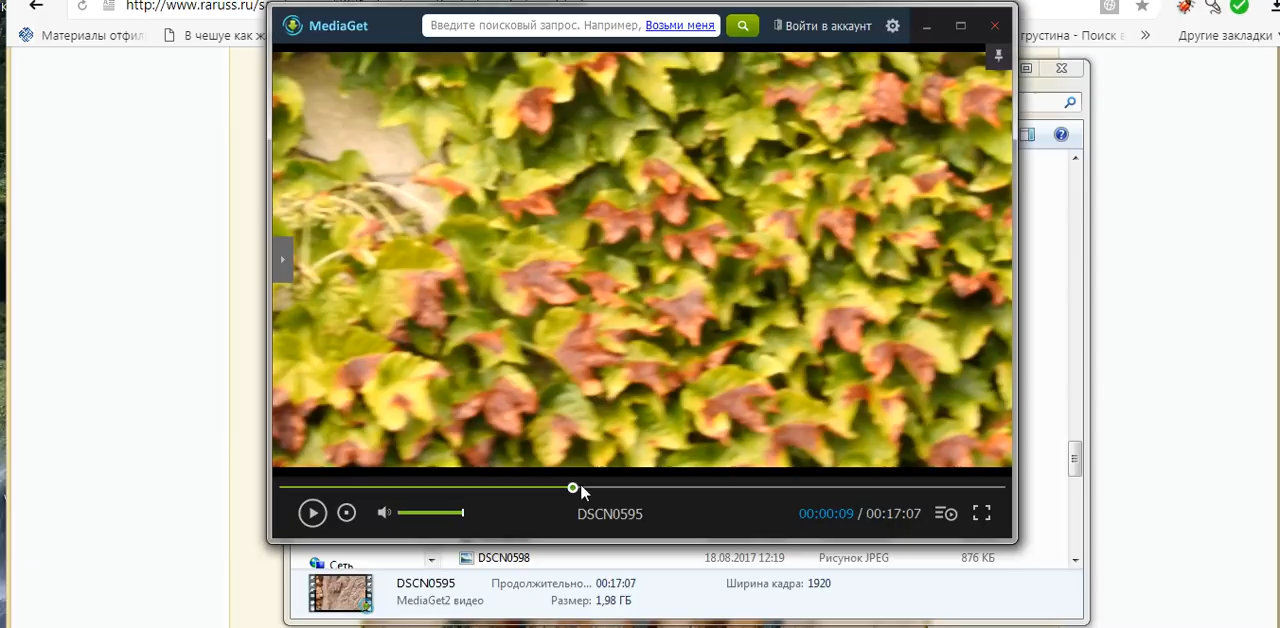 http://www.raruss.ru/s
Материалы отфил
В чешуе как ж
грустина - Поиск в
Другие закладки
MediaGet
Введите поисковый запрос. Например, Возьми меня
Войти в аккаунт
DSCN0595
00:00:09 / 00:17:07
Сеть
DSCN0598 18.08.2017 12:19 Рисунок JPEG 876 КБ
DSCN0595 Продолжительно... 00:17:07 Ширина кадра: 1920
MediaGet2 видео Размер: 1,98 ГБ